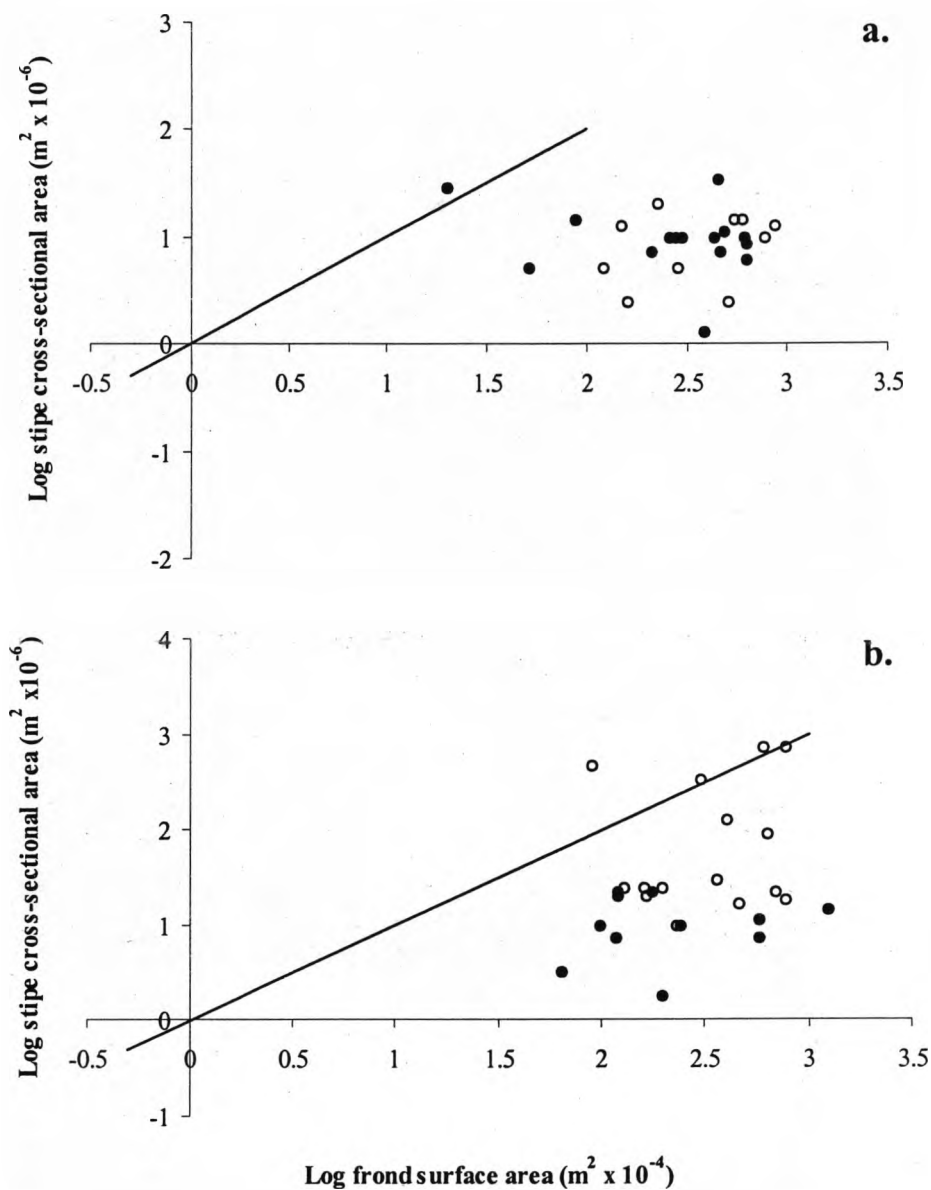 a.
Log stipe cross-sectional area (m² x 10⁻⁶)
3
2
1
0
-1
-2
-0.5 0 0.5 1 1.5 2 2.5 3 3.5
b.
Log stipe cross-sectional area (m² x10⁻⁶)
4
3
2
1
0
-1
-0.5 0 0.5 1 1.5 2 2.5 3 3.5
Log frond surface area (m² x 10⁻⁴)